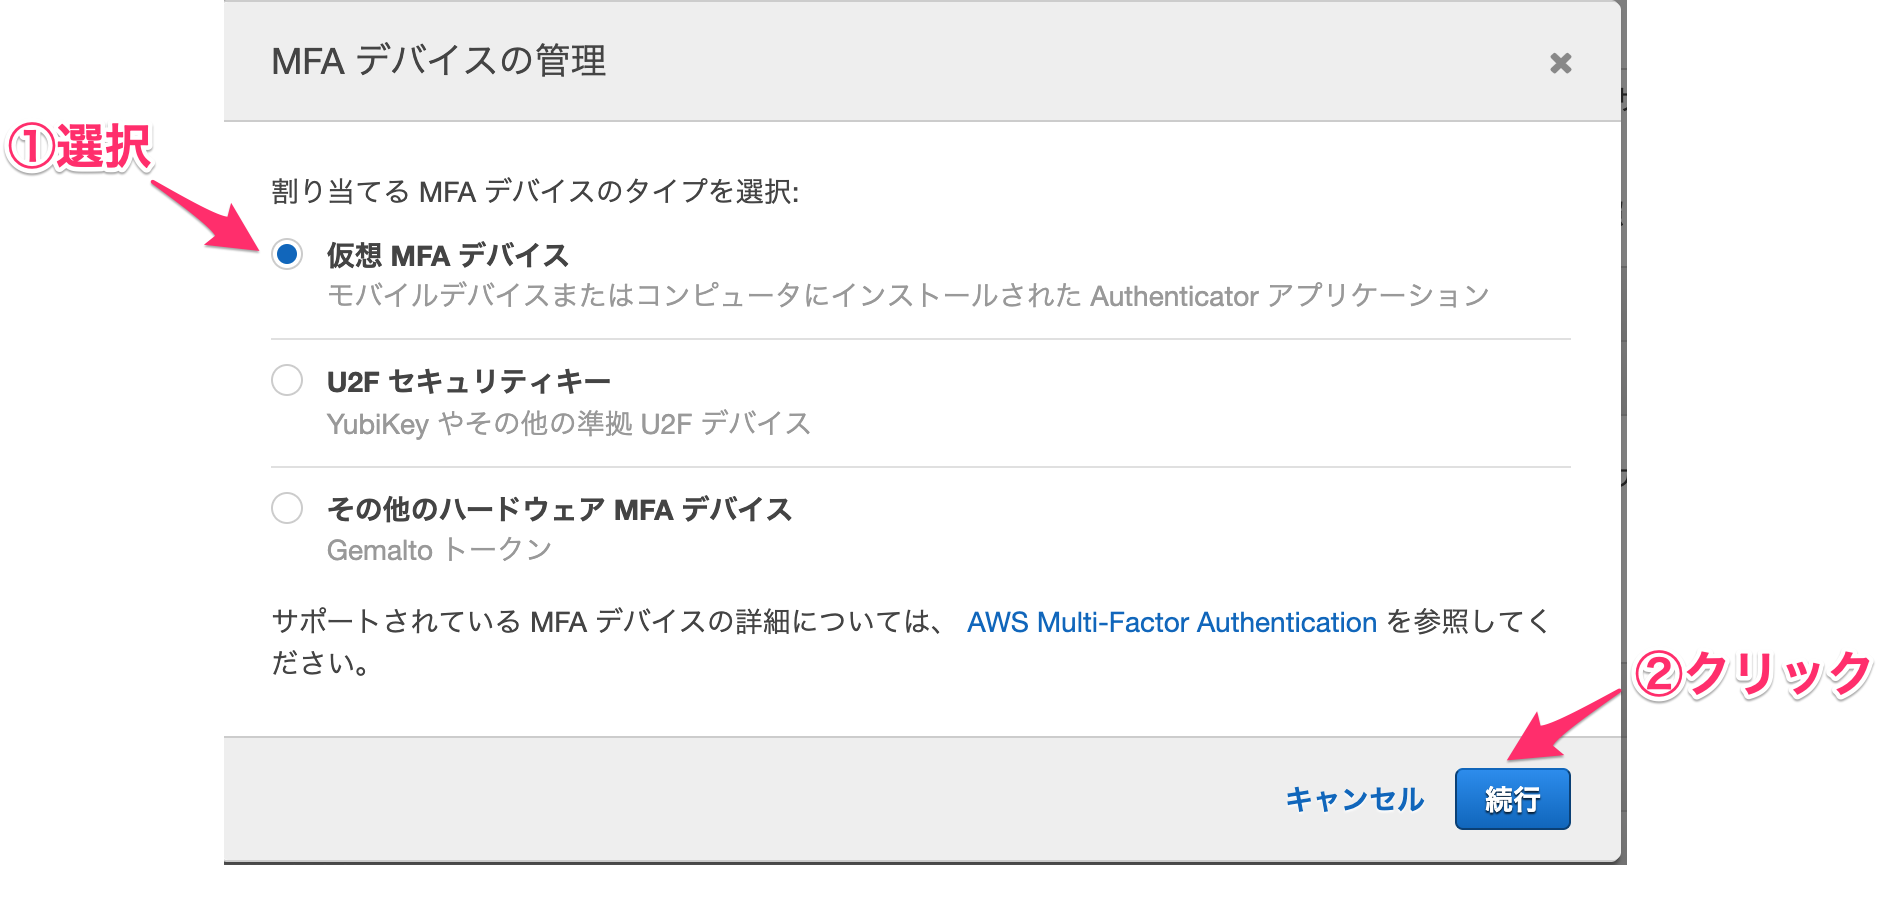 MFA デバイスの管理
①選択
割り当てる MFA デバイスのタイプを選択:
仮想 MFA デバイス
モバイルデバイスまたはコンピュータにインストールされた Authenticator アプリケーション
U2F セキュリティキー
YubiKey やその他の準拠 U2F デバイス
その他のハードウェア MFA デバイス
Gemalto トークン
サポートされている MFA デバイスの詳細については、 AWS Multi-Factor Authentication を参照してく
ださい。
②クリック
キャンセル 続行